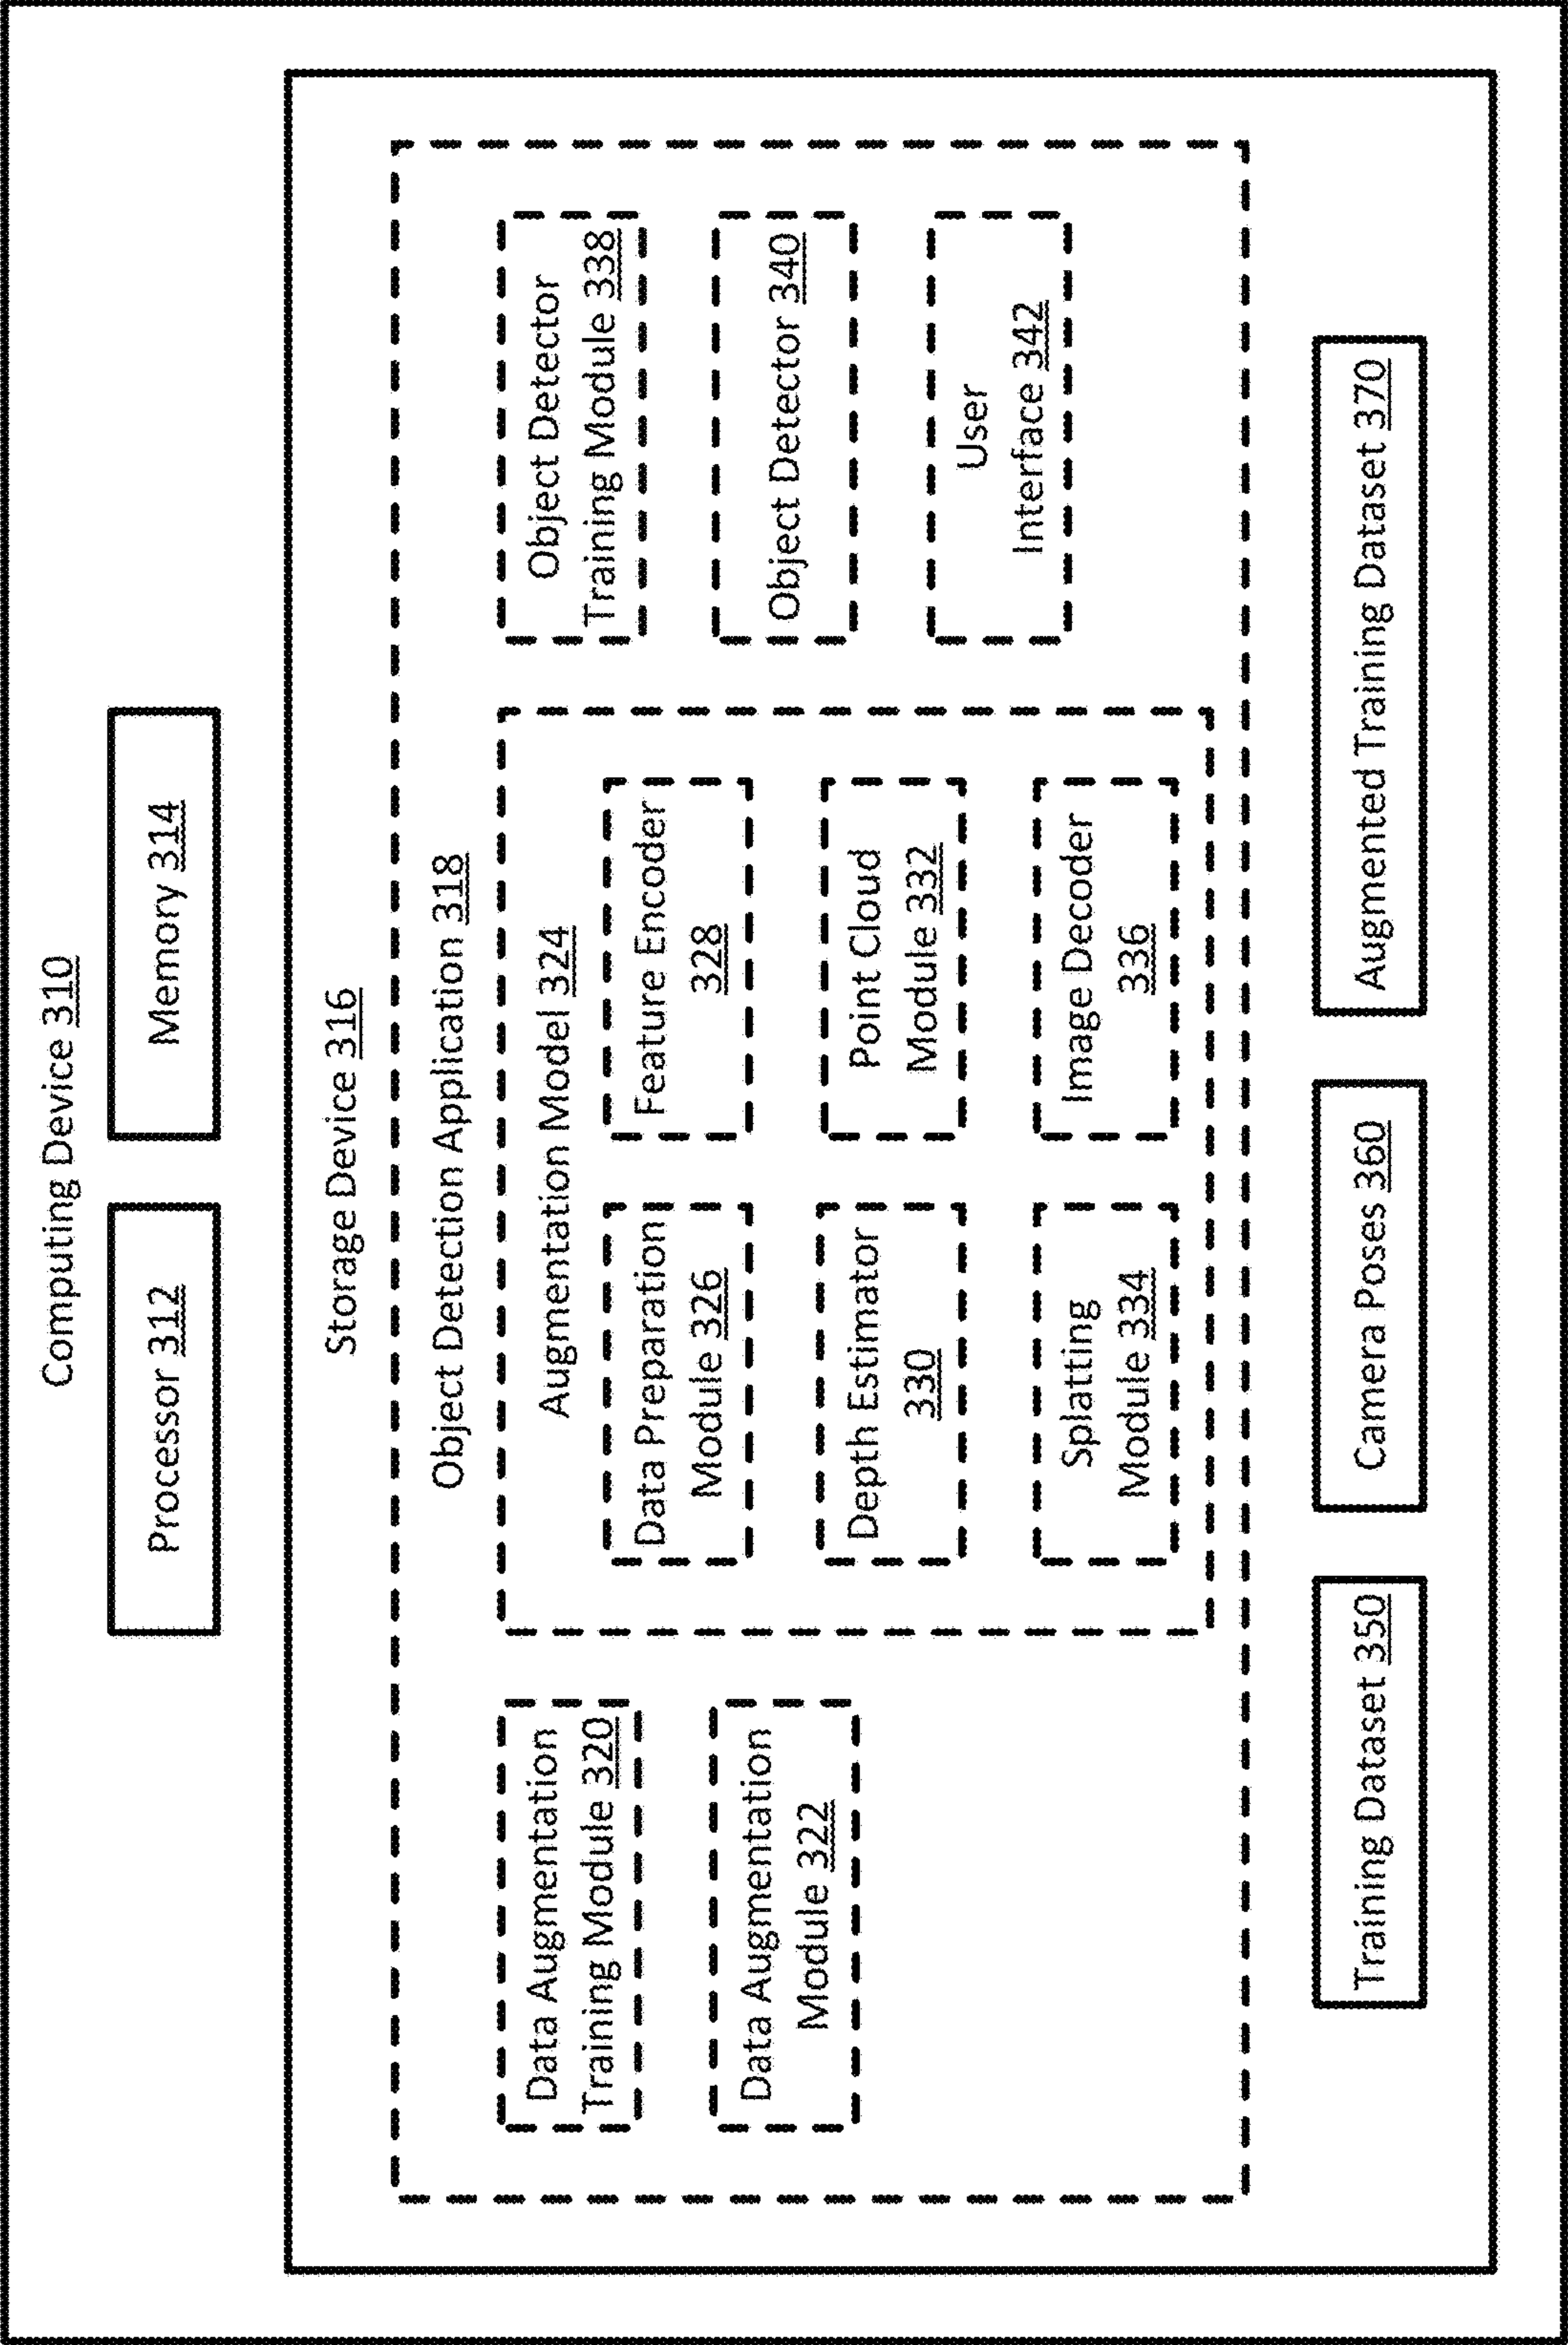 Computing Device 310
Processor 312
Memory 314
Storage Device 316
Object Detection Application 318
Data Augmentation
Training Module 320
Data Augmentation
Module 322
Augmentation Model 324
Data Preparation
Module 326
Feature Encoder
328
Depth Estimator
330
Point Cloud
Module 332
Splatting
Module 334
Image Decoder
336
Object Detector
Training Module 338
Object Detector 340
User
Interface 342
Training Dataset 350
Camera Poses 360
Augmented Training Dataset 370